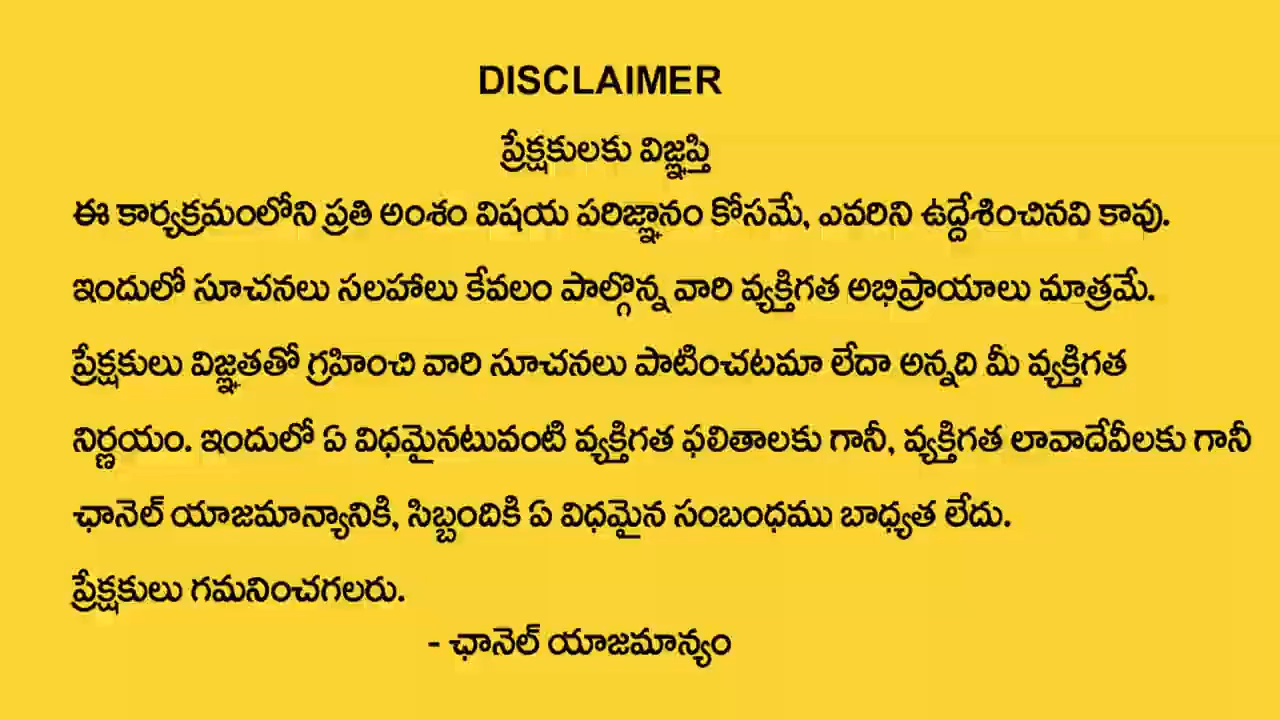 DISCLAIMER
ప్రేక్షకులకు విజ్ఞప్తి
ఈ కార్యక్రమంలోని ప్రతి అంశం విషయ పరిజ్ఞానం కోసమే, ఎవరిని ఉద్దేశించినవి కావు.
ఇందులో సూచనలు సలహాలు కేవలం పాల్గొన్న వారి వ్యక్తిగత అభిప్రాయాలు మాత్రమే.
ప్రేక్షకులు విజ్ఞతతో గ్రహించి వారి సూచనలు పాటించటమా లేదా అన్నది మీ వ్యక్తిగత
నిర్ణయం. ఇందులో ఏ విధమైనటువంటి వ్యక్తిగత ఫలితాలకు గానీ, వ్యక్తిగత లావాదేవీలకు గానీ
ఛానెల్ యాజమాన్యానికి, సిబ్బందికి ఏ విధమైన సంబంధము బాధ్యత లేదు.
ప్రేక్షకులు గమనించగలరు.
- ఛానెల్ యాజమాన్యం